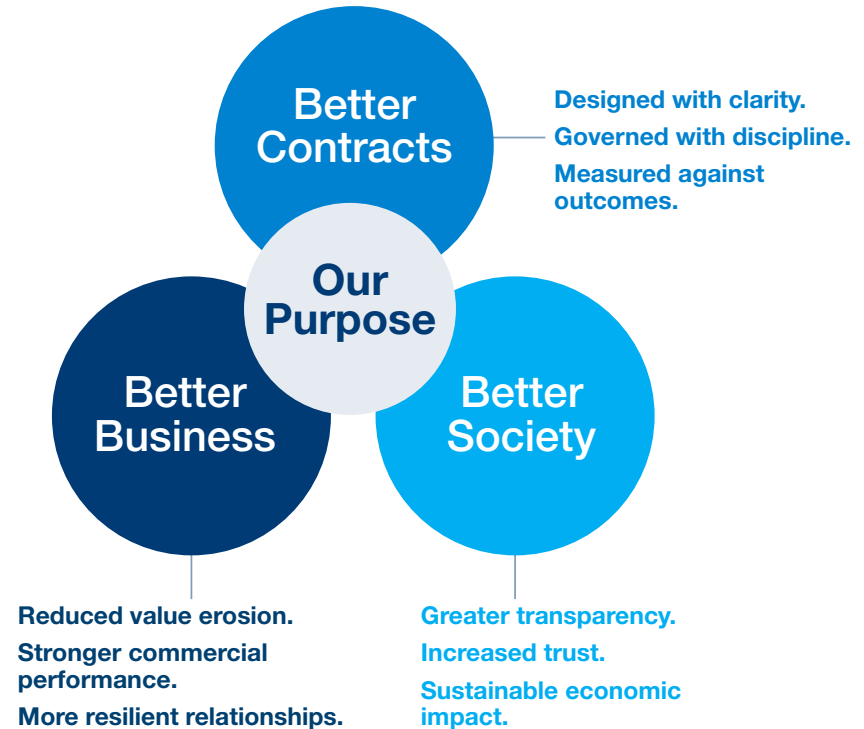 Better
Contracts
Designed with clarity.
Governed with discipline.
Measured against
outcomes.
Our
Purpose
Better
Business
Better
Society
Reduced value erosion.
Stronger commercial
performance.
More resilient relationships.
Greater transparency.
Increased trust.
Sustainable economic
impact.